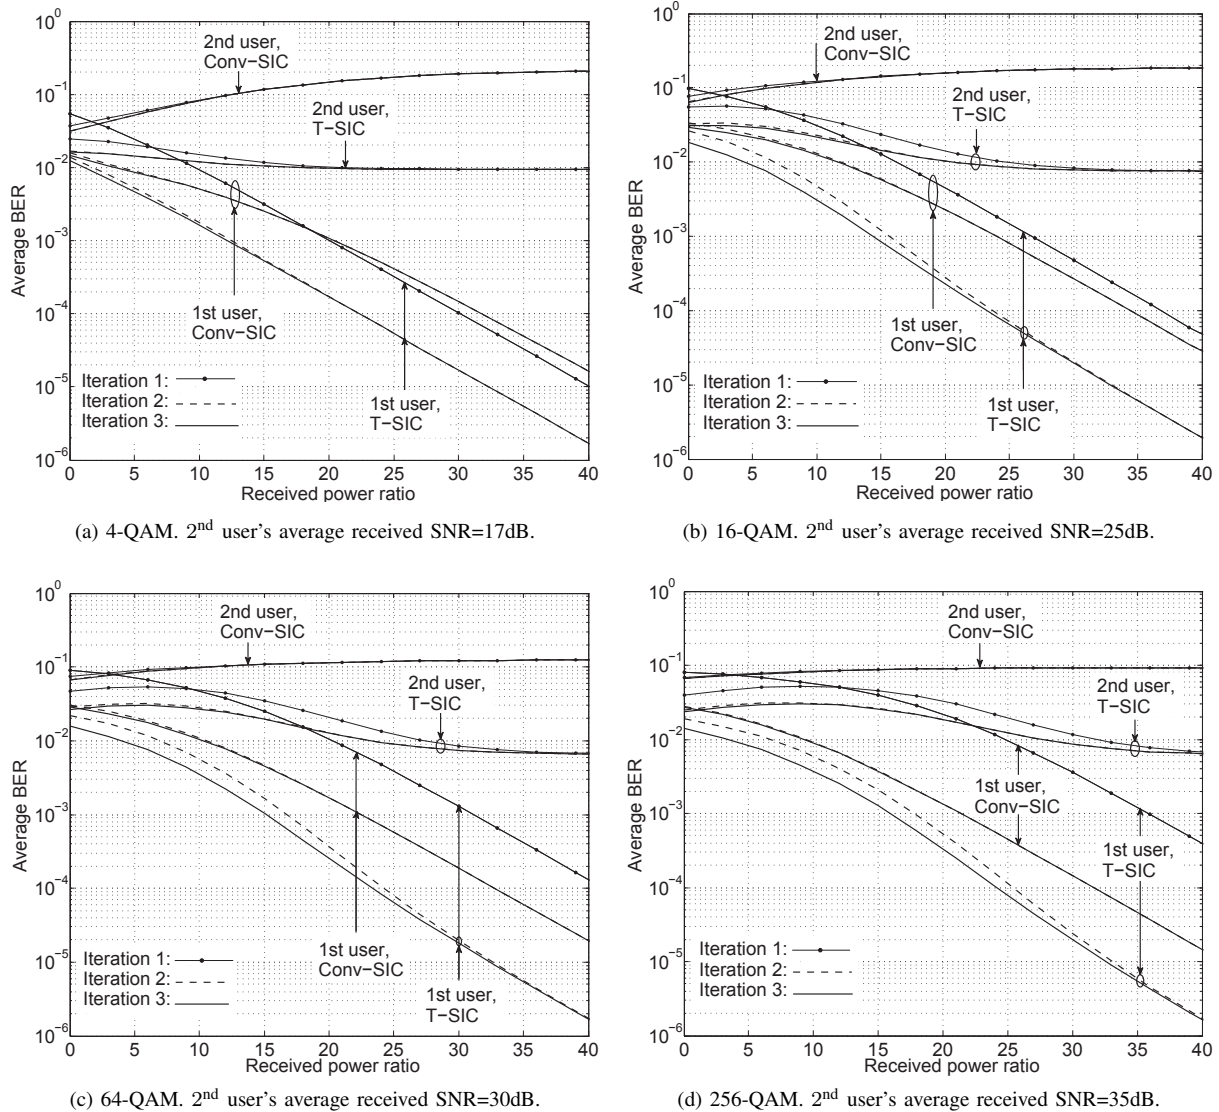 10^0
10^−1
10^−2
10^−3
10^−4
10^−5
10^−6
Average BER
2nd user,
Conv−SIC
2nd user,
T−SIC
1st user,
Conv−SIC
1st user,
T−SIC
Iteration 1:
Iteration 2:
Iteration 3:
0 5 10 15 20 25 30 35 40
Received power ratio
(a) 4-QAM. 2nd user's average received SNR=17dB.
10^0
10^−1
10^−2
10^−3
10^−4
10^−5
10^−6
Average BER
2nd user,
Conv−SIC
2nd user,
T−SIC
1st user,
Conv−SIC
1st user,
T−SIC
Iteration 1:
Iteration 2:
Iteration 3:
0 5 10 15 20 25 30 35 40
Received power ratio
(b) 16-QAM. 2nd user's average received SNR=25dB.
10^0
10^−1
10^−2
10^−3
10^−4
10^−5
10^−6
Average BER
2nd user,
Conv−SIC
2nd user,
T−SIC
1st user,
Conv−SIC
1st user,
T−SIC
Iteration 1:
Iteration 2:
Iteration 3:
0 5 10 15 20 25 30 35 40
Received power ratio
(c) 64-QAM. 2nd user's average received SNR=30dB.
10^0
10^−1
10^−2
10^−3
10^−4
10^−5
10^−6
Average BER
2nd user,
Conv−SIC
2nd user,
T−SIC
1st user,
Conv−SIC
1st user,
T−SIC
Iteration 1:
Iteration 2:
Iteration 3:
0 5 10 15 20 25 30 35 40
Received power ratio
(d) 256-QAM. 2nd user's average received SNR=35dB.